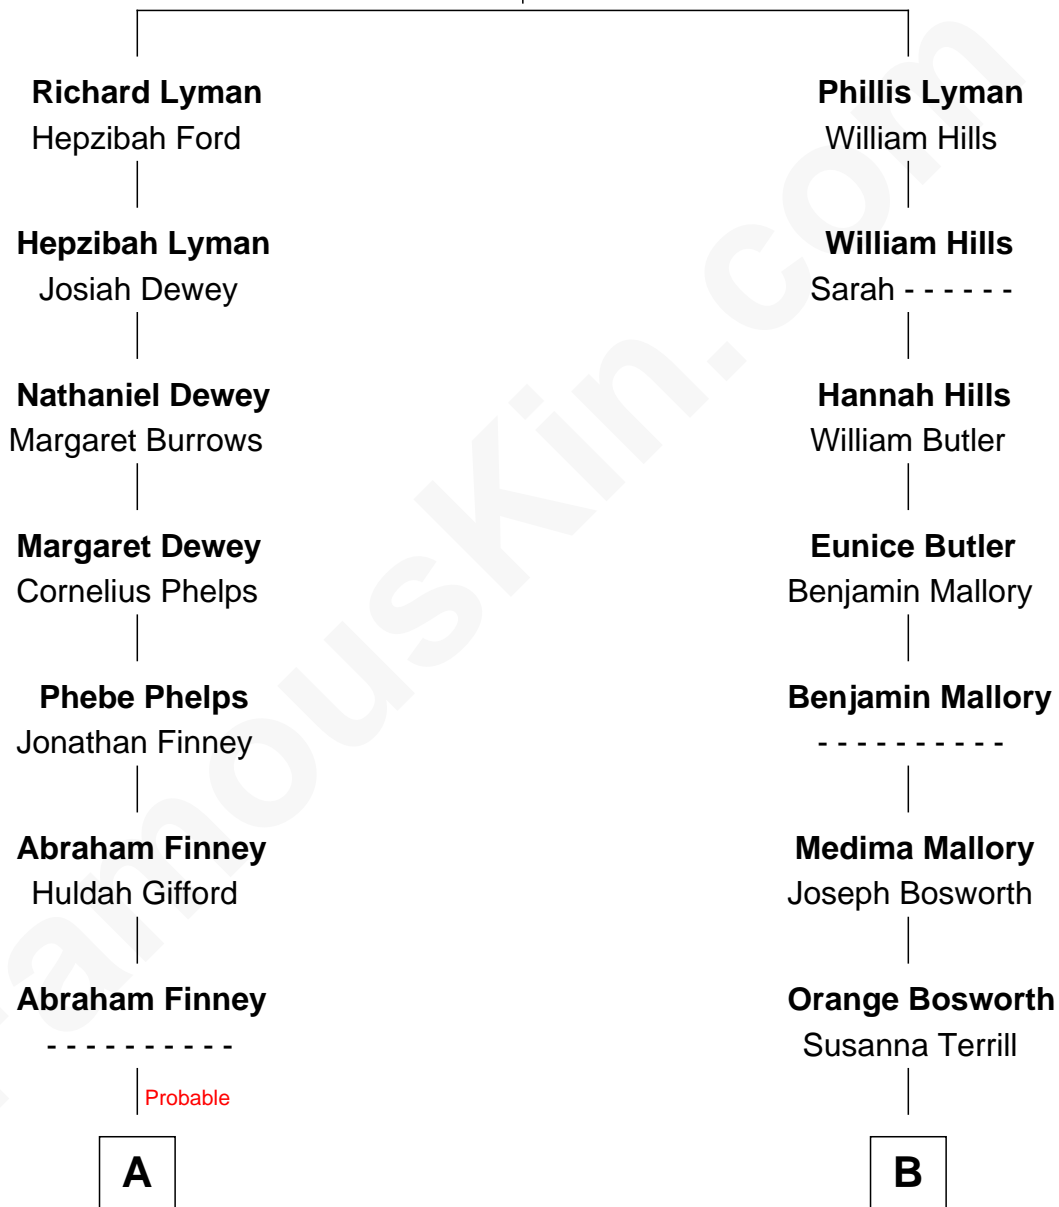 Richard Lyman
Hepzibah Ford
Phillis Lyman
William Hills
Hepzibah Lyman
Josiah Dewey
William Hills
Sarah - - - - - -
Nathaniel Dewey
Margaret Burrows
Hannah Hills
William Butler
Margaret Dewey
Cornelius Phelps
Eunice Butler
Benjamin Mallory
Phebe Phelps
Jonathan Finney
Benjamin Mallory
- - - - - - - - - -
Abraham Finney
Huldah Gifford
Medima Mallory
Joseph Bosworth
Abraham Finney
- - - - - - - - - -
Orange Bosworth
Susanna Terrill
Probable
A
B
FamousKin.com